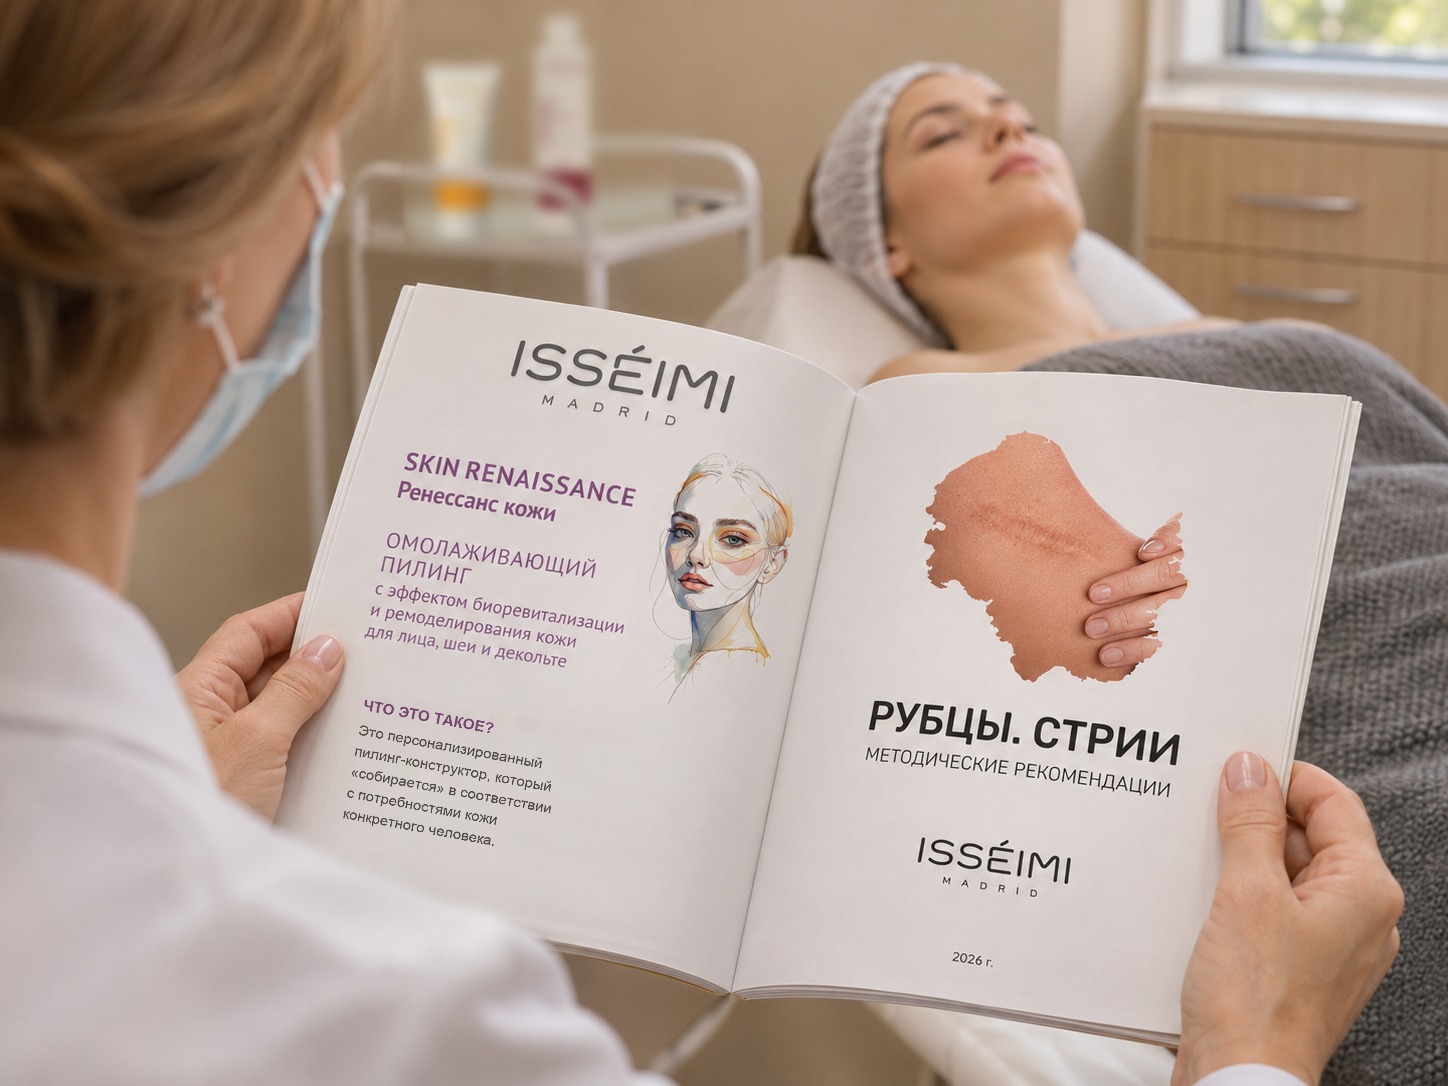 ISSÉIMI
MADRID
SKIN RENAISSANCE
Ренессанс кожи
ОМОЛАЖИВАЮЩИЙ
ПИЛИНГ
с эффектом биоревитализации
и ремоделирования кожи
для лица, шеи и декольте
ЧТО ЭТО ТАКОЕ?
Это персонализированный
пилинг-конструктор, который
«собирается» в соответствии
с потребностями кожи
конкретного человека.
РУБЦЫ. СТРИИ
МЕТОДИЧЕСКИЕ РЕКОМЕНДАЦИИ
ISSÉIMI
MADRID
2026 г.